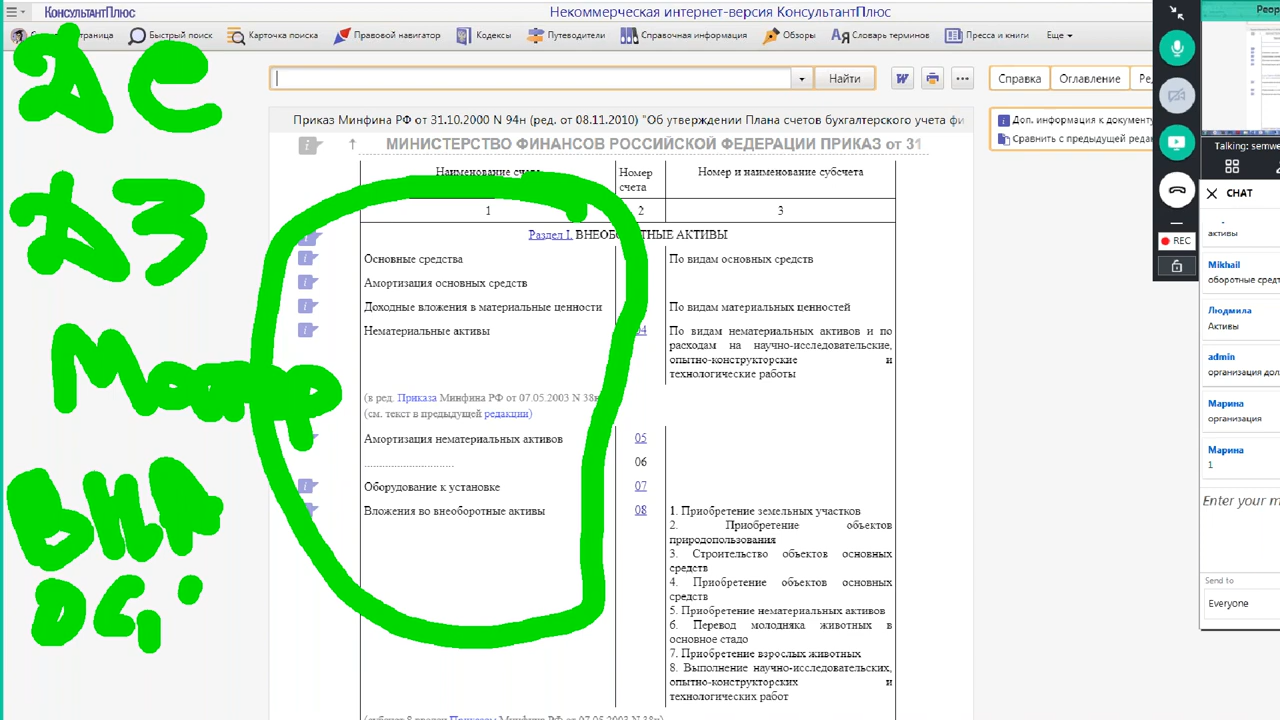 КонсультантПлюс
Некоммерческая интернет-версия КонсультантПлюс
Быстрый поиск
Карточка поиска
Правовой навигатор
Справочная информация
Словарь терминов
Еще
Найти
Справка
Оглавление
Приказ Минфина РФ от 31.10.2000 N 94н (ред. от 08.11.2010) "Об утверждении Плана счетов бухгалтерского учета фи
МИНИСТЕРСТВО ФИНАНСОВ РОССИЙСКОЙ ФЕДЕРАЦИИ ПРИКАЗ от 31
Доп. информация к документу
Сравнить с предыдущей
Наименование счета
Номер счета
Номер и наименование субсчета
1
2
3
Раздел I. ВНЕОБОРОТНЫЕ АКТИВЫ
Основные средства
По видам основных средств
Амортизация основных средств
Доходные вложения в материальные ценности
По видам материальных ценностей
Нематериальные активы
По видам нематериальных активов и по
расходам на научно-исследовательские,
опытно-конструкторские и
технологические работы
(в ред. Приказа Минфина РФ от 07.05.2003 N 38н
(см. текст в предыдущей редакции)
Амортизация нематериальных активов 05
06
Оборудование к установке 07
Вложения во внеоборотные активы 08
1. Приобретение земельных участков
2. Приобретение объектов
природопользования
3. Строительство объектов основных
средств
4. Приобретение объектов основных
средств
5. Приобретение нематериальных активов
6. Перевод молодняка животных в
основное стадо
7. Приобретение взрослых животных
8. Выполнение научно-исследовательских,
опытно-конструкторских и
технологических работ
ДС
ДЗ
ВНА
ОС
Talking: semwe
REC
CHAT
активы
Mikhail
оборотные средт
Людмила
Активы
admin
организация дол
Марина
организация
Марина
1
Enter your m
Send to
Everyone